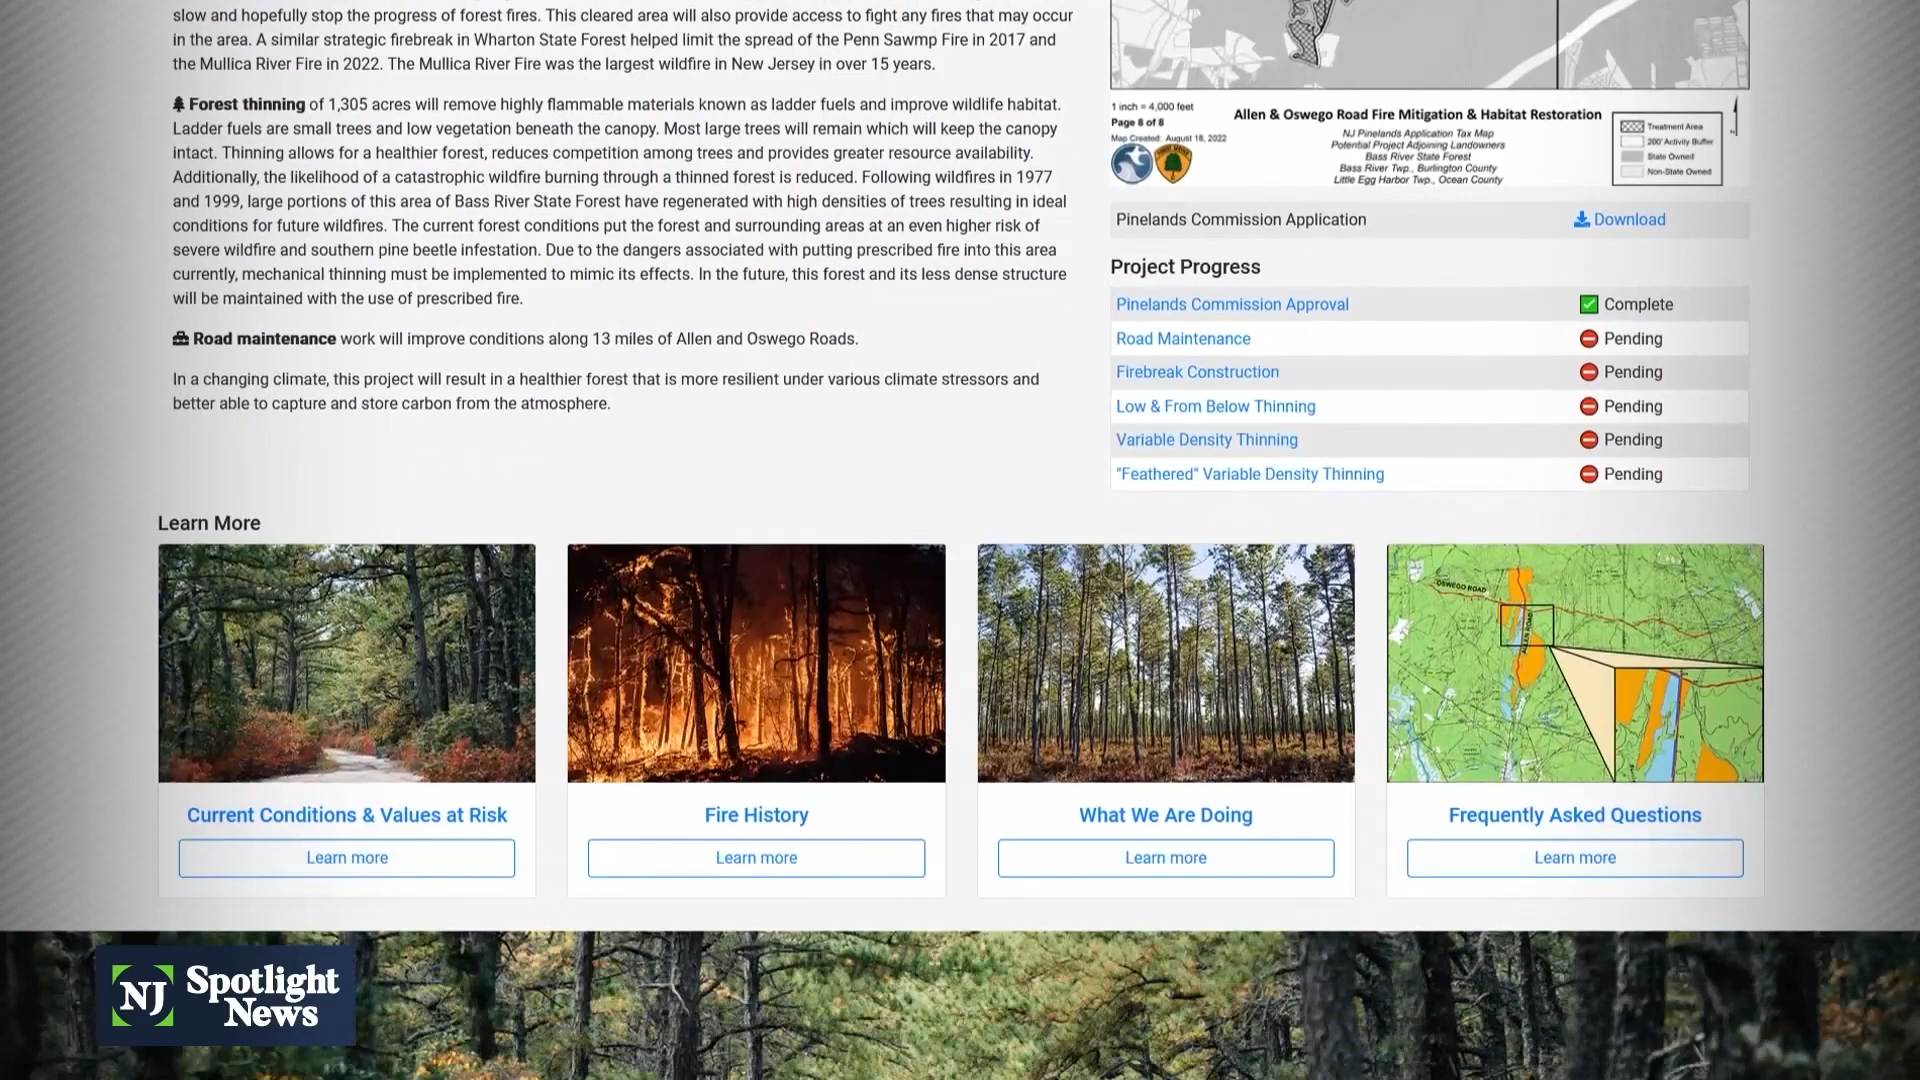 slow and hopefully stop the progress of forest fires. This cleared area will also provide access to fight any fires that may occur
in the area. A similar strategic firebreak in Wharton State Forest helped limit the spread of the Penn Sawmp Fire in 2017 and
the Mullica River Fire in 2022. The Mullica River Fire was the largest wildfire in New Jersey in over 15 years.
Forest thinning of 1,305 acres will remove highly flammable materials known as ladder fuels and improve wildlife habitat.
Ladder fuels are small trees and low vegetation beneath the canopy. Most large trees will remain which will keep the canopy
intact. Thinning allows for a healthier forest, reduces competition among trees and provides greater resource availability.
Additionally, the likelihood of a catastrophic wildfire burning through a thinned forest is reduced. Following wildfires in 1977
and 1999, large portions of this area of Bass River State Forest have regenerated with high densities of trees resulting in ideal
conditions for future wildfires. The current forest conditions put the forest and surrounding areas at an even higher risk of
severe wildfire and southern pine beetle infestation. Due to the dangers associated with putting prescribed fire into this area
currently, mechanical thinning must be implemented to mimic its effects. In the future, this forest and its less dense structure
will be maintained with the use of prescribed fire.
Road maintenance work will improve conditions along 13 miles of Allen and Oswego Roads.
In a changing climate, this project will result in a healthier forest that is more resilient under various climate stressors and
better able to capture and store carbon from the atmosphere.
1 inch = 4,000 feet
Page 8 of 8
Map Created: August 18, 2022
Allen & Oswego Road Fire Mitigation & Habitat Restoration
NJ Pinelands Application Tax Map
Potential Project Adjoining Landowners
Bass River State Forest
Bass River Twp., Burlington County
Little Egg Harbor Twp., Ocean County
Treatment Area
200' Activity Buffer
State Owned
Non-State Owned
Pinelands Commission Application Download
Project Progress
Pinelands Commission Approval Complete
Road Maintenance Pending
Firebreak Construction Pending
Low & From Below Thinning Pending
Variable Density Thinning Pending
"Feathered" Variable Density Thinning Pending
Learn More
OSWEGO ROAD
Current Conditions & Values at Risk
Learn more
Fire History
Learn more
What We Are Doing
Learn more
Frequently Asked Questions
Learn more
NJ Spotlight
News